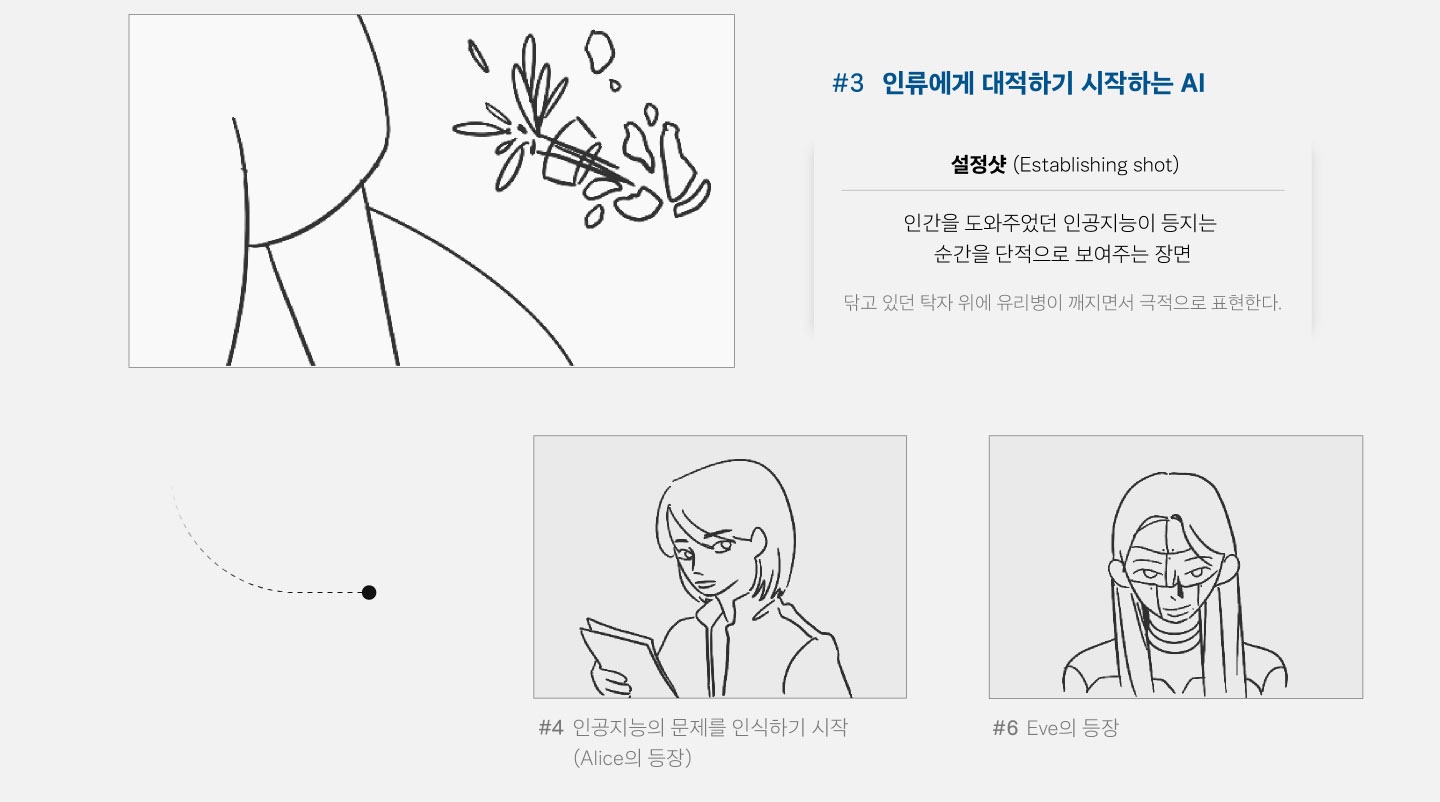 #3 인류에게 대적하기 시작하는 AI
설정샷 (Establishing shot)
인간을 도와주었던 인공지능이 등지는
순간을 단적으로 보여주는 장면
닦고 있던 탁자 위에 유리병이 깨지면서 극적으로 표현한다.
#4 인공지능의 문제를 인식하기 시작
(Alice의 등장)
#6 Eve의 등장